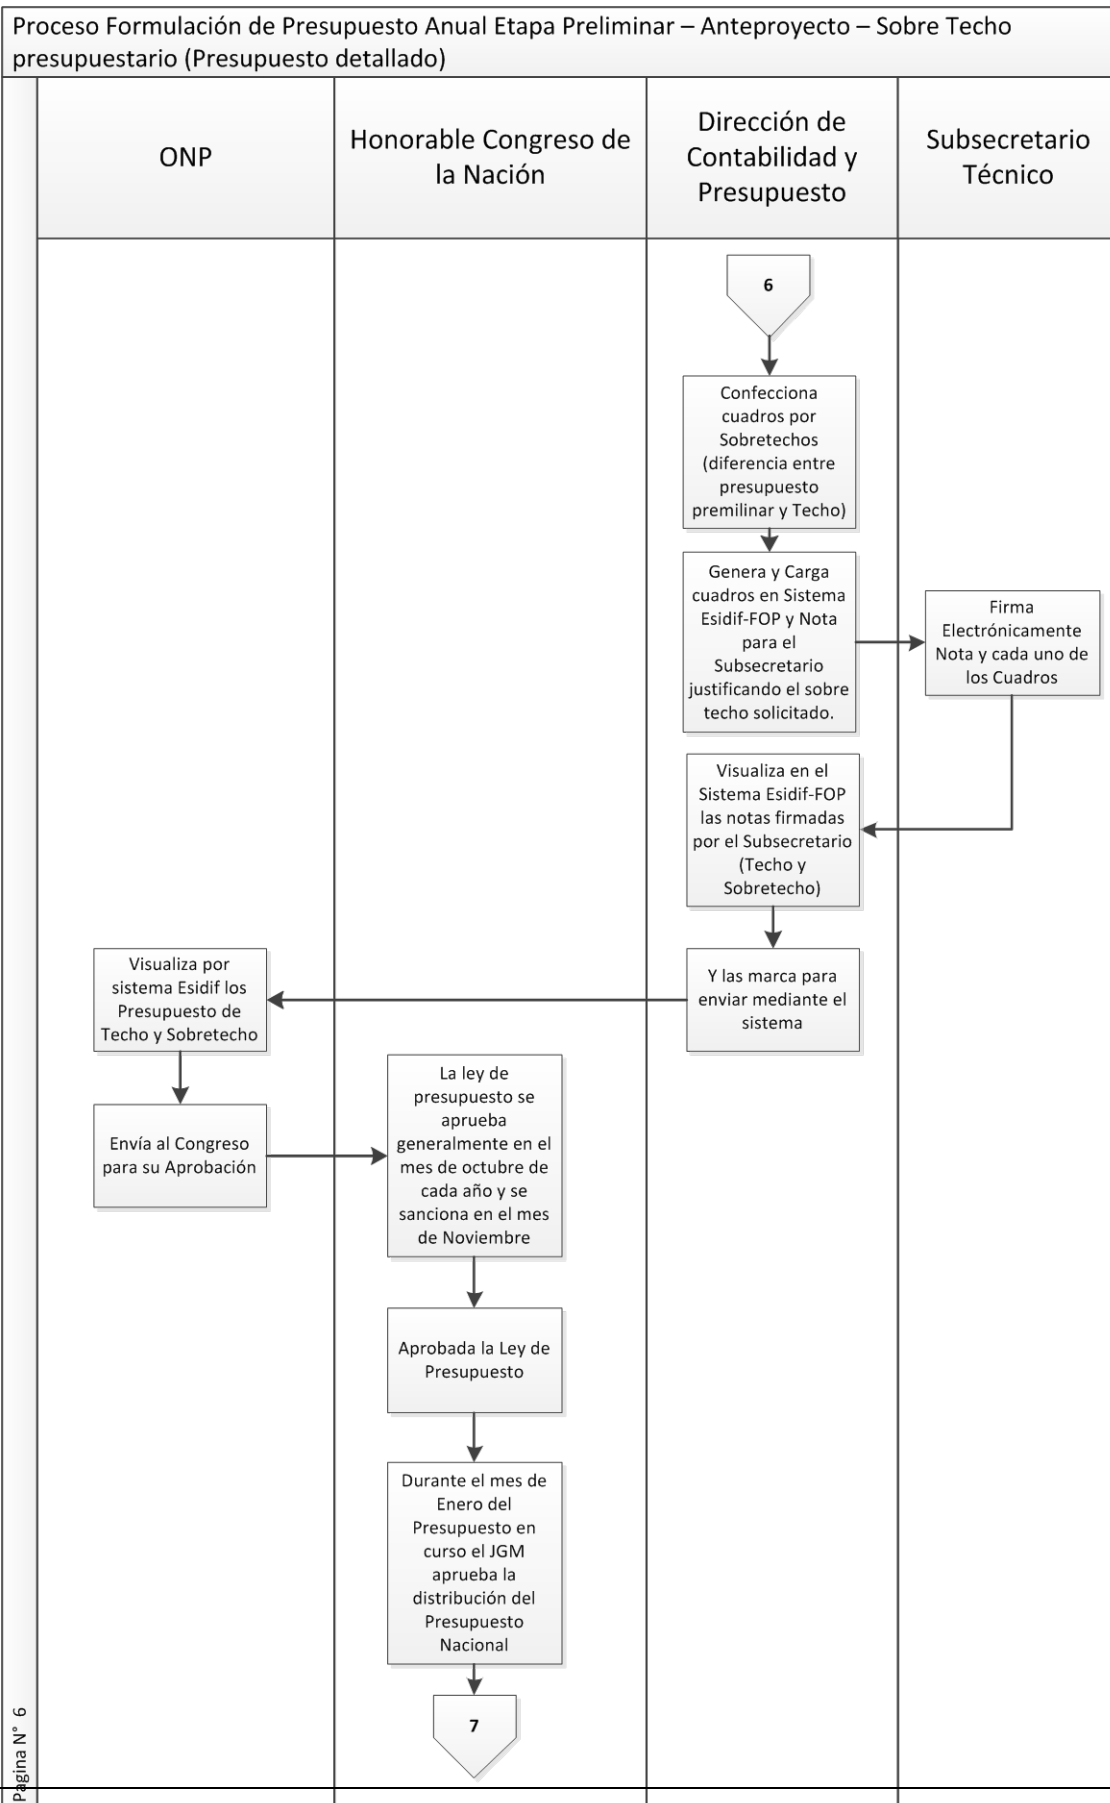 Proceso Formulación de Presupuesto Anual Etapa Preliminar – Anteproyecto – Sobre Techo
presupuestario (Presupuesto detallado)
ONP
Honorable Congreso de
la Nación
Dirección de
Contabilidad y
Presupuesto
Subsecretario
Técnico
6
Confecciona
cuadros por
Sobretechos
(diferencia entre
presupuesto
premilinar y Techo)
Genera y Carga
cuadros en Sistema
Esidif-FOP y Nota
para el
Subsecretario
justificando el sobre
techo solicitado.
Firma
Electrónicamente
Nota y cada uno de
los Cuadros
Visualiza en el
Sistema Esidif-FOP
las notas firmadas
por el Subsecretario
(Techo y
Sobretecho)
Y las marca para
enviar mediante el
sistema
Visualiza por
sistema Esidif los
Presupuesto de
Techo y Sobretecho
Envía al Congreso
para su Aprobación
La ley de
presupuesto se
aprueba
generalmente en el
mes de octubre de
cada año y se
sanciona en el mes
de Noviembre
Aprobada la Ley de
Presupuesto
Durante el mes de
Enero del
Presupuesto en
curso el JGM
aprueba la
distribución del
Presupuesto
Nacional
7
Pagina N° 6